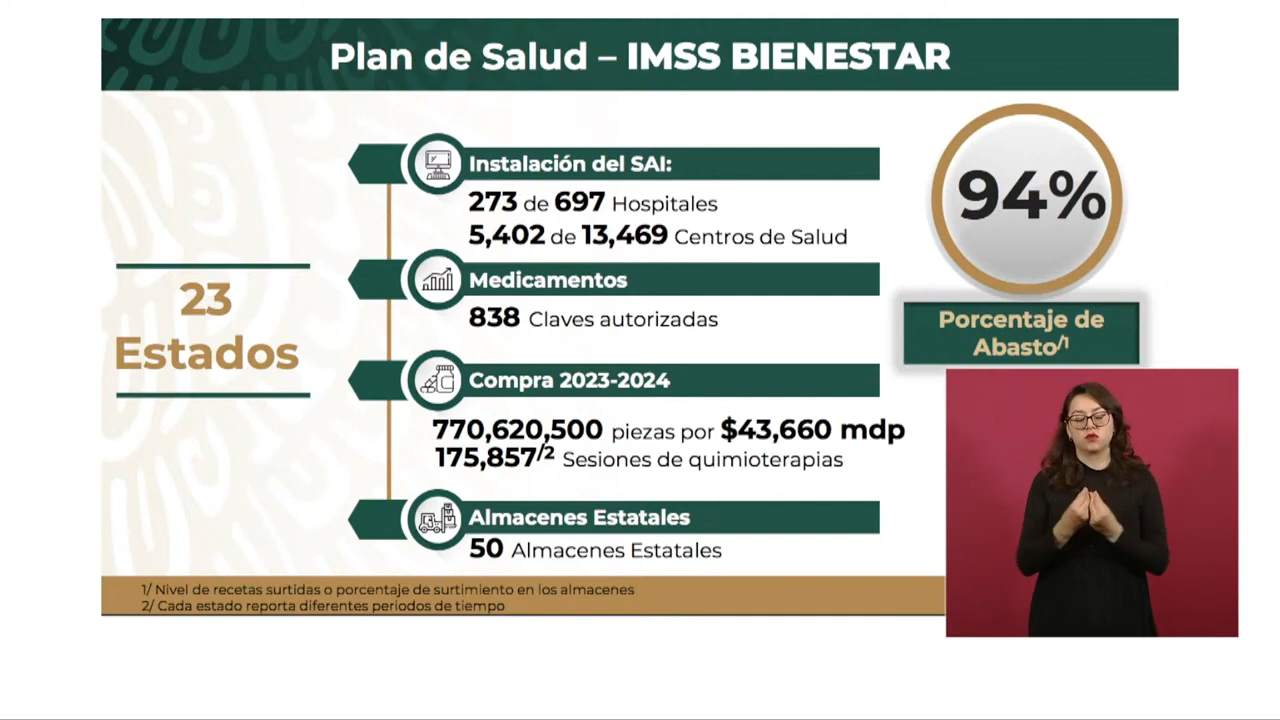 Plan de Salud – IMSS BIENESTAR
23
Estados
Instalación del SAI:
273 de 697 Hospitales
5,402 de 13,469 Centros de Salud
Medicamentos
838 Claves autorizadas
Compra 2023-2024
770,620,500 piezas por $43,660 mdp
175,857/2 Sesiones de quimioterapias
Almacenes Estatales
50 Almacenes Estatales
94%
Porcentaje de
Abasto/1
1/ Nivel de recetas surtidas o porcentaje de surtimiento en los almacenes
2/ Cada estado reporta diferentes periodos de tiempo